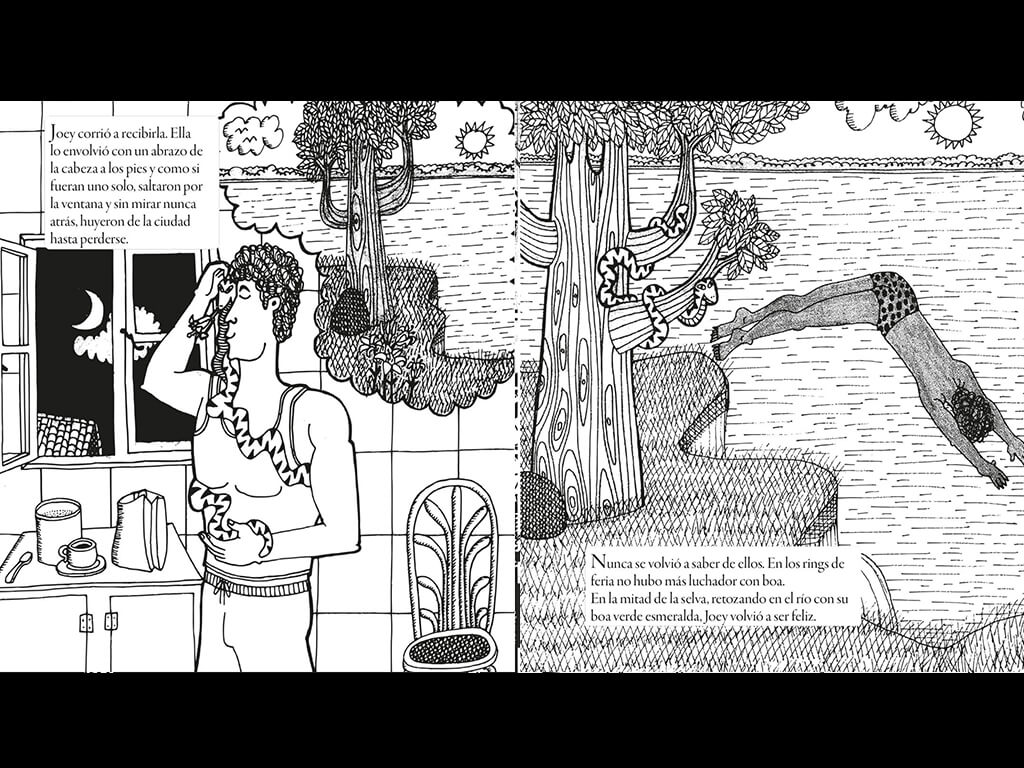 Joey corrió a recibirla. Ella
lo envolvió con un abrazo de
la cabeza a los pies y como si
fueran uno solo, saltaron por
la ventana y sin mirar nunca
atrás, huyeron de la ciudad
hasta perderse.
Nunca se volvió a saber de ellos. En los rings de
feria no hubo más luchador con boa.
En la mitad de la selva, retozando en el río con su
boa verde esmeralda, Joey volvió a ser feliz.